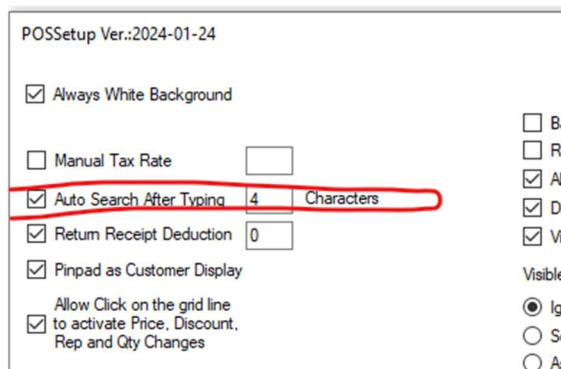 POSSetup Ver.:2024-01-24
Always White Background
Manual Tax Rate
Auto Search After Typing 4 Characters
Return Receipt Deduction 0
Pinpad as Customer Display
Allow Click on the grid line
to activate Price, Discount,
Rep and Qty Changes
Visible